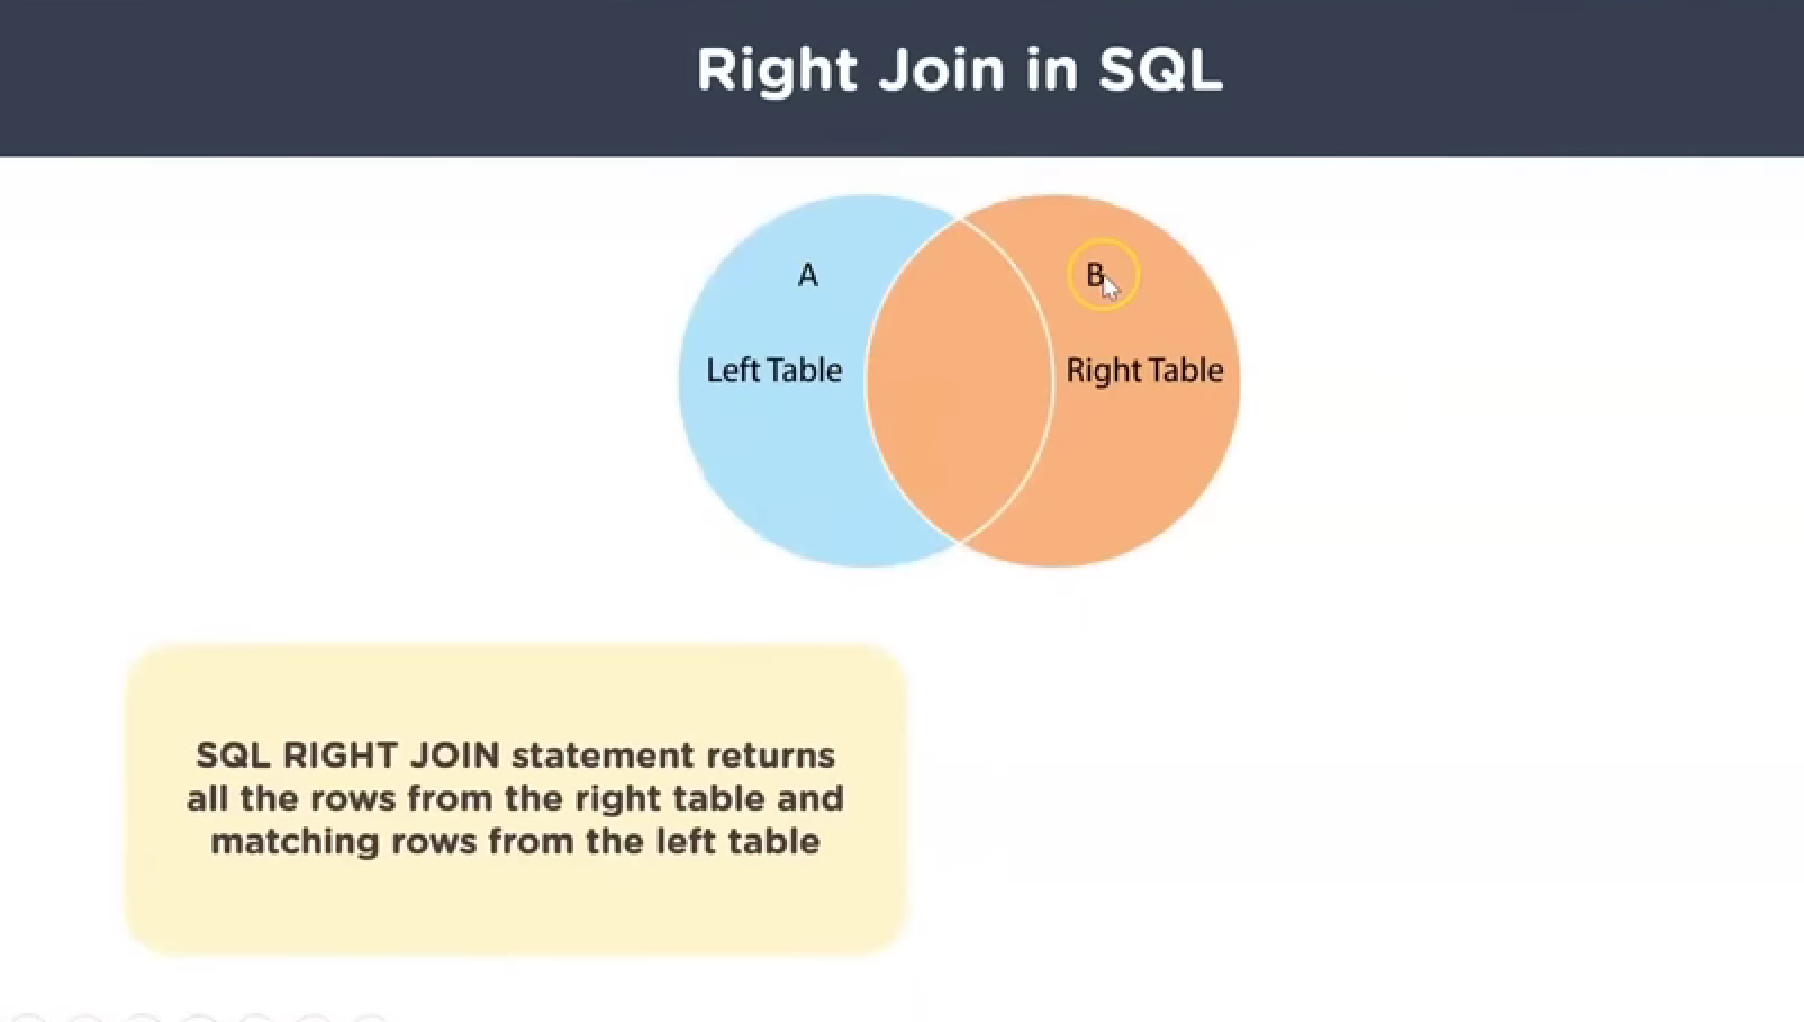 Right Join in SQL
A
B
Left Table
Right Table
SQL RIGHT JOIN statement returns
all the rows from the right table and
matching rows from the left table